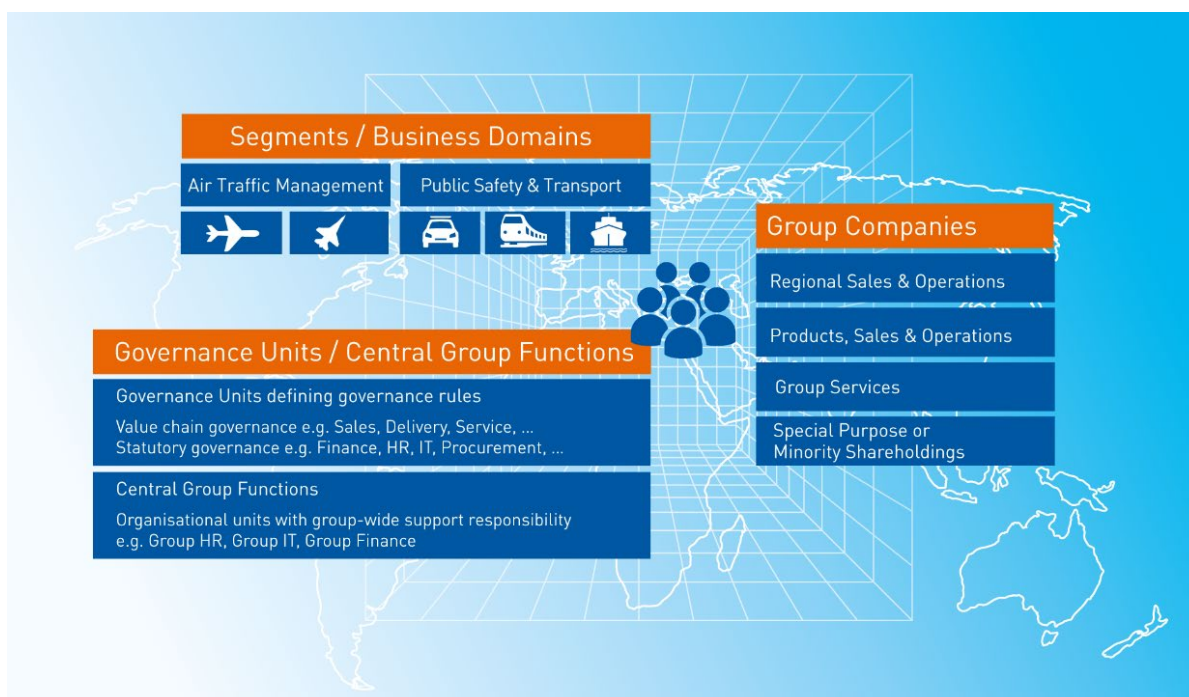 Segments / Business Domains
Air Traffic Management
Public Safety & Transport
Group Companies
Regional Sales & Operations
Products, Sales & Operations
Group Services
Special Purpose or
Minority Shareholdings
Governance Units / Central Group Functions
Governance Units defining governance rules
Value chain governance e.g. Sales, Delivery, Service, ...
Statutory governance e.g. Finance, HR, IT, Procurement, ...
Central Group Functions
Organisational units with group-wide support responsibility
e.g. Group HR, Group IT, Group Finance